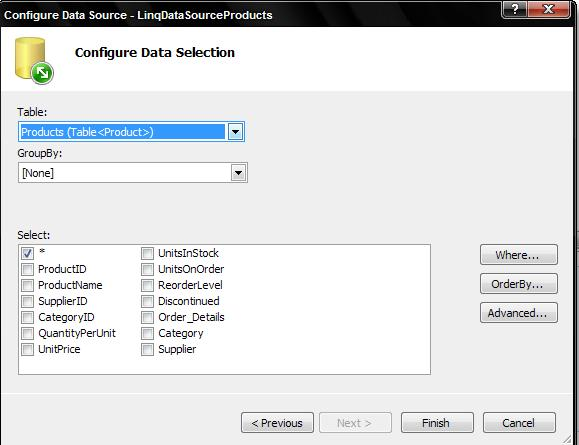 Configure Data Source - LinqDataSourceProducts
?
Configure Data Selection
Table:
Products (Table<Product>)
GroupBy:
[None]
Select:
* UnitsInStock
ProductID UnitsOnOrder
ProductName ReorderLevel
SupplierID Discontinued
CategoryID Order_Details
QuantityPerUnit Category
UnitPrice Supplier
Where...
OrderBy...
Advanced...
< Previous Next > Finish Cancel